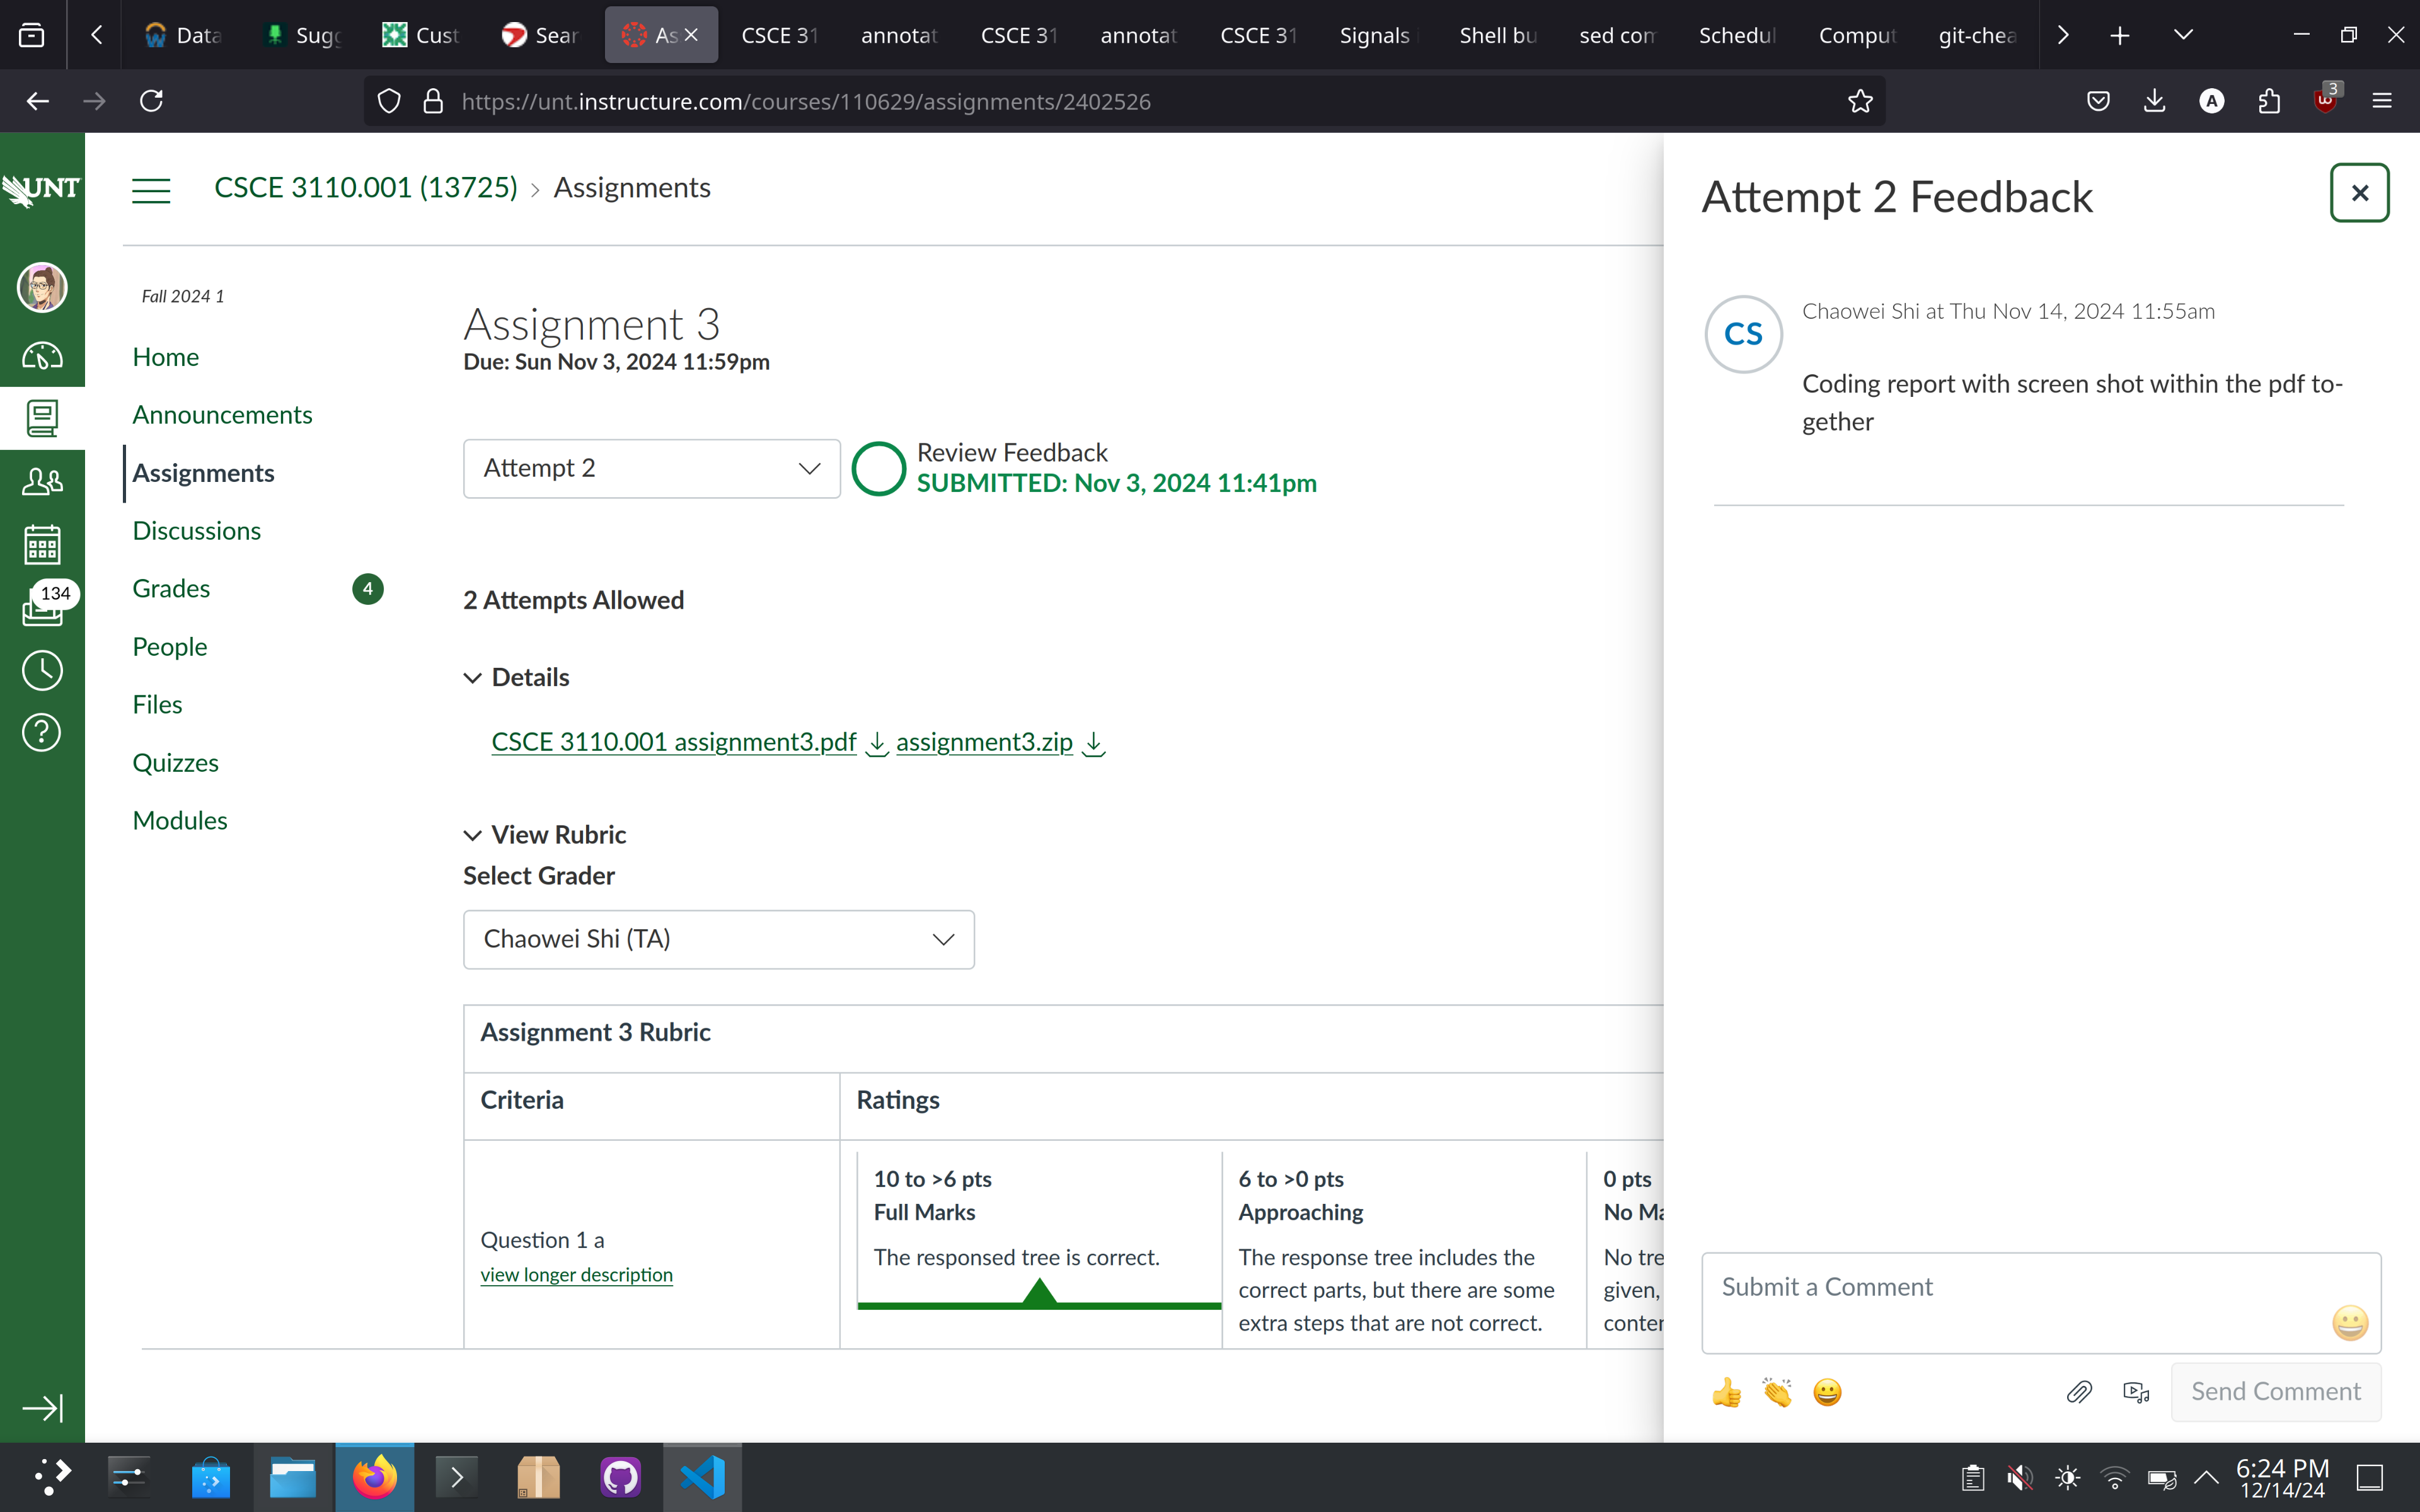 Data
Sugg
Cust
Sear
As
CSCE 31
annotat
CSCE 31
annotat
CSCE 31
Signals
Shell bu
sed com
Schedul
Comput
git-chea
https://unt.instructure.com/courses/110629/assignments/2402526
A
3
UNT
CSCE 3110.001 (13725) › Assignments
Fall 2024 1
Home
Announcements
Assignments
Discussions
Grades
4
People
Files
Quizzes
Modules
134
Assignment 3
Due: Sun Nov 3, 2024 11:59pm
Attempt 2
Review Feedback
SUBMITTED: Nov 3, 2024 11:41pm
2 Attempts Allowed
Details
CSCE 3110.001 assignment3.pdf assignment3.zip
View Rubric
Select Grader
Chaowei Shi (TA)
Assignment 3 Rubric
Criteria
Ratings
Question 1 a
view longer description
10 to >6 pts
Full Marks
The responsed tree is correct.
6 to >0 pts
Approaching
The response tree includes the
correct parts, but there are some
extra steps that are not correct.
0 pts
No Ma
No tre
given,
conter
Attempt 2 Feedback
CS
Chaowei Shi at Thu Nov 14, 2024 11:55am
Coding report with screen shot within the pdf to-
gether
Submit a Comment
Send Comment
6:24 PM
12/14/24